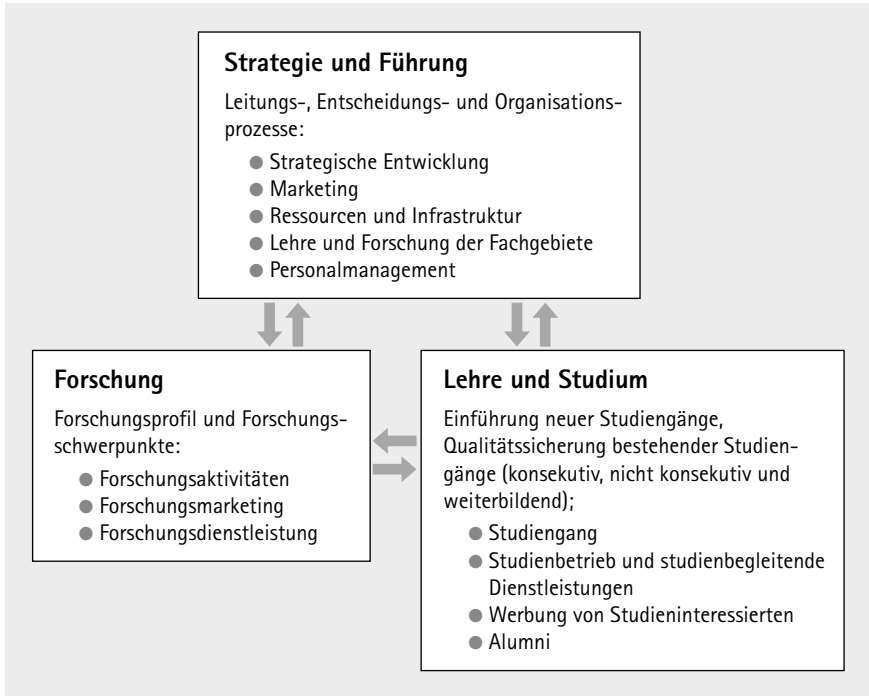 Strategie und Führung
Leitungs-, Entscheidungs- und Organisations-
prozesse:
● Strategische Entwicklung
● Marketing
● Ressourcen und Infrastruktur
● Lehre und Forschung der Fachgebiete
● Personalmanagement
Forschung
Forschungsprofil und Forschungs-
schwerpunkte:
● Forschungsaktivitäten
● Forschungsmarketing
● Forschungsdienstleistung
Lehre und Studium
Einführung neuer Studiengänge,
Qualitätssicherung bestehender Studien-
gänge (konsekutiv, nicht konsekutiv und
weiterbildend);
● Studiengang
● Studienbetrieb und studienbegleitende
Dienstleistungen
● Werbung von Studieninteressierten
● Alumni